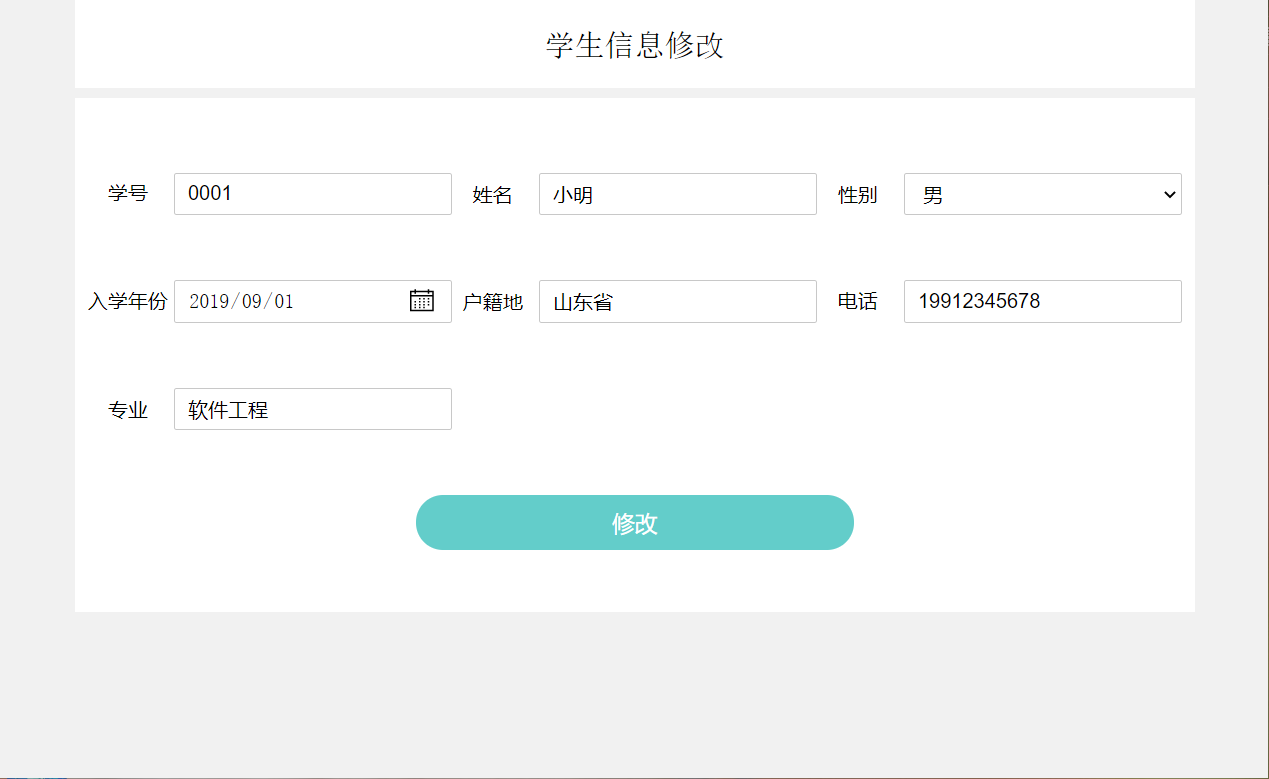 学生信息修改
学号 0001 姓名 小明 性别 男
入学年份 2019/09/01 户籍地 山东省 电话 19912345678
专业 软件工程
修改